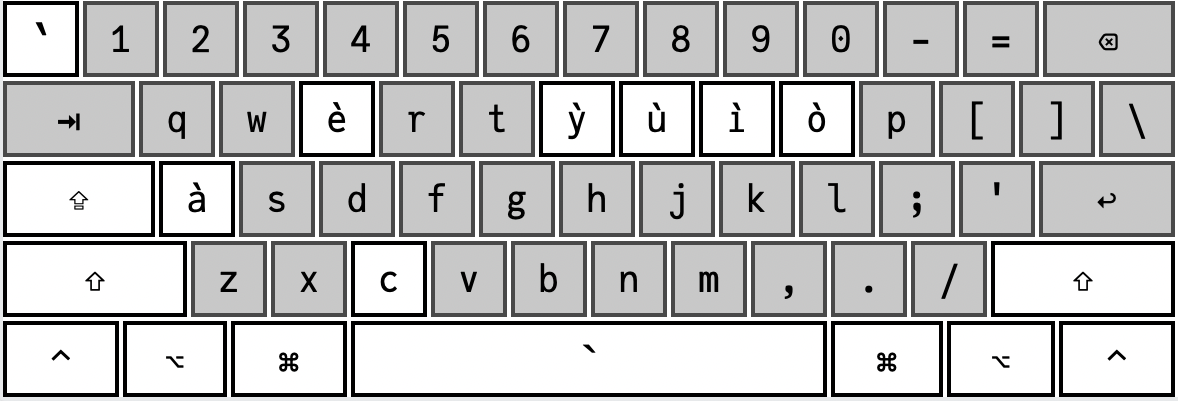 ` 1 2 3 4 5 6 7 8 9 0 - = ⌫
⇥ q w è r t ỳ ù ì ò p [ ] \
⇪ à s d f g h j k l ; ' ↩
⇧ z x c v b n m , . / ⇧
^ ⌥ ⌘ ` ⌘ ⌥ ^